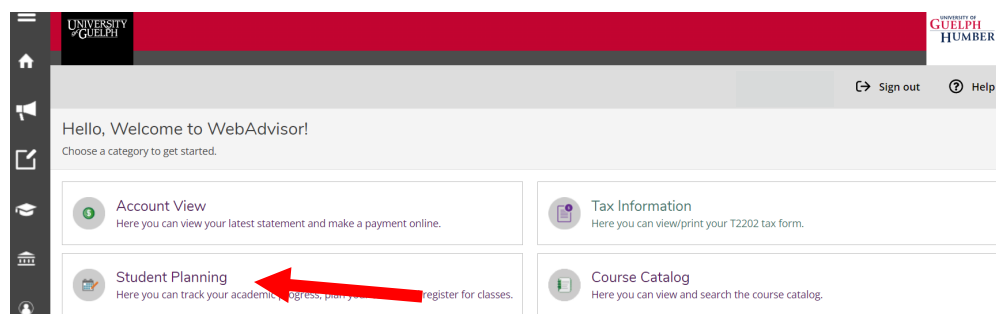 UNIVERSITY
OF GUELPH
UNIVERSITY OF
GUELPH
HUMBER
Sign out
Help
Hello, Welcome to WebAdvisor!
Choose a category to get started.
Account View
Here you can view your latest statement and make a payment online.
Tax Information
Here you can view/print your T2202 tax form.
Student Planning
Here you can track your academic progress, plan register for classes.
Course Catalog
Here you can view and search the course catalog.